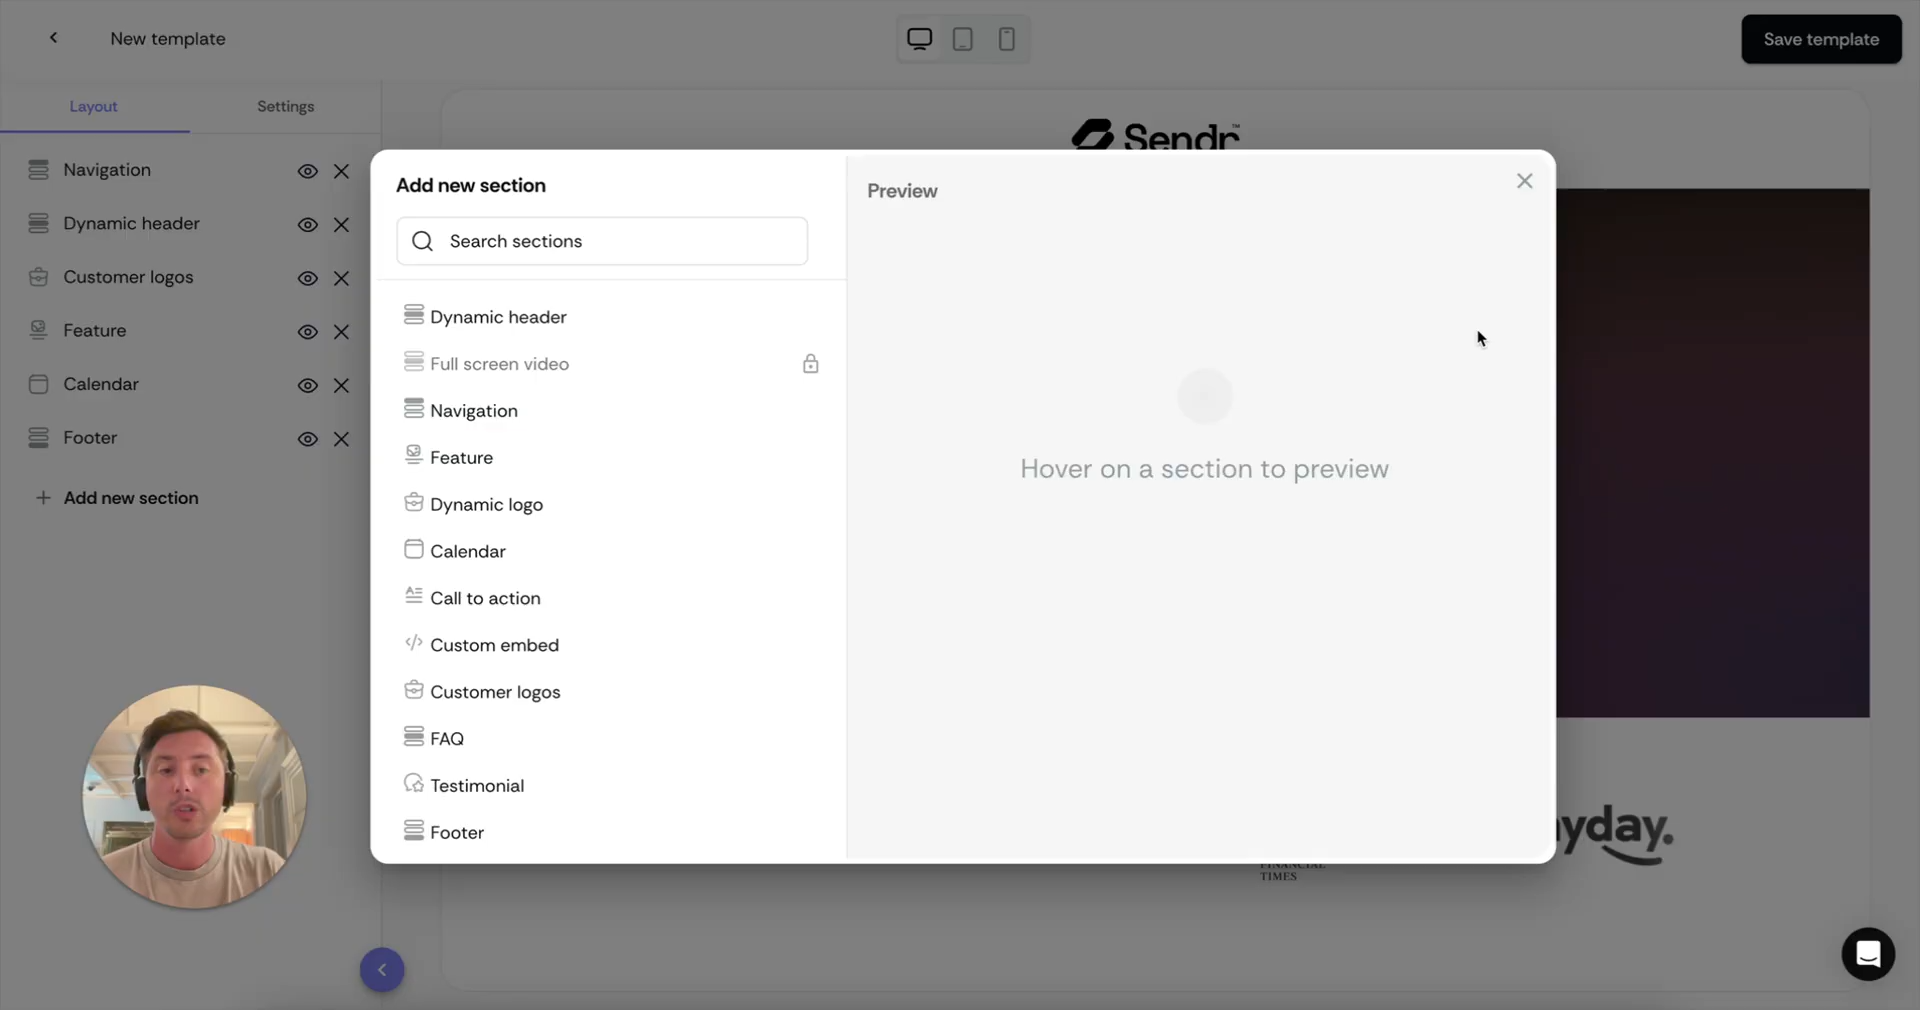 New template
Save template
Layout
Settings
Sendr™
Navigation
Dynamic header
Customer logos
Feature
Calendar
Footer
Add new section
Add new section
Search sections
Dynamic header
Full screen video
Navigation
Feature
Dynamic logo
Calendar
Call to action
Custom embed
Customer logos
FAQ
Testimonial
Footer
Preview
Hover on a section to preview
yday.
FINANCIAL
TIMES